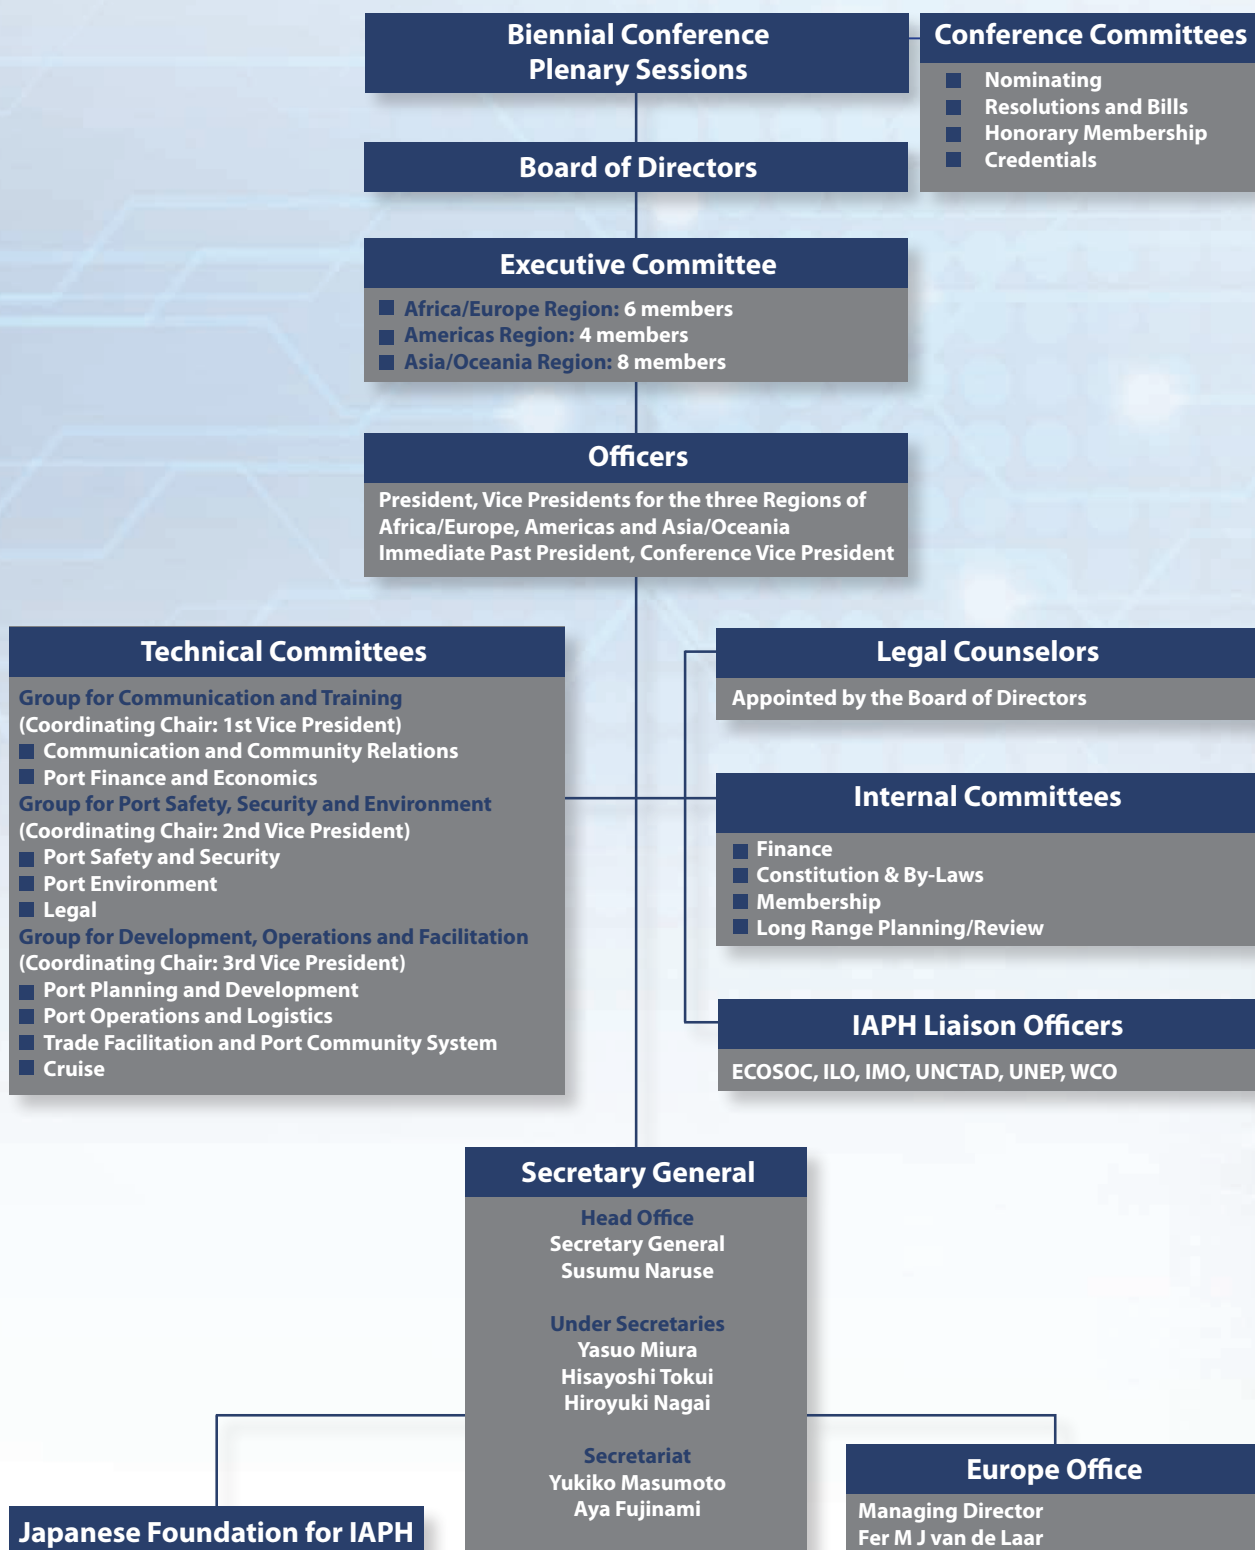 Biennial Conference
Plenary Sessions
Conference Committees
Nominating
Resolutions and Bills
Honorary Membership
Credentials
Board of Directors
Executive Committee
Africa/Europe Region: 6 members
Americas Region: 4 members
Asia/Oceania Region: 8 members
Officers
President, Vice Presidents for the three Regions of
Africa/Europe, Americas and Asia/Oceania
Immediate Past President, Conference Vice President
Technical Committees
Group for Communication and Training
(Coordinating Chair: 1st Vice President)
Communication and Community Relations
Port Finance and Economics
Group for Port Safety, Security and Environment
(Coordinating Chair: 2nd Vice President)
Port Safety and Security
Port Environment
Legal
Group for Development, Operations and Facilitation
(Coordinating Chair: 3rd Vice President)
Port Planning and Development
Port Operations and Logistics
Trade Facilitation and Port Community System
Cruise
Legal Counselors
Appointed by the Board of Directors
Internal Committees
Finance
Constitution & By-Laws
Membership
Long Range Planning/Review
IAPH Liaison Officers
ECOSOC, ILO, IMO, UNCTAD, UNEP, WCO
Secretary General
Head Office
Secretary General
Susumu Naruse
Under Secretaries
Yasuo Miura
Hisayoshi Tokui
Hiroyuki Nagai
Secretariat
Yukiko Masumoto
Aya Fujinami
Japanese Foundation for IAPH
Europe Office
Managing Director
Fer M J van de Laar